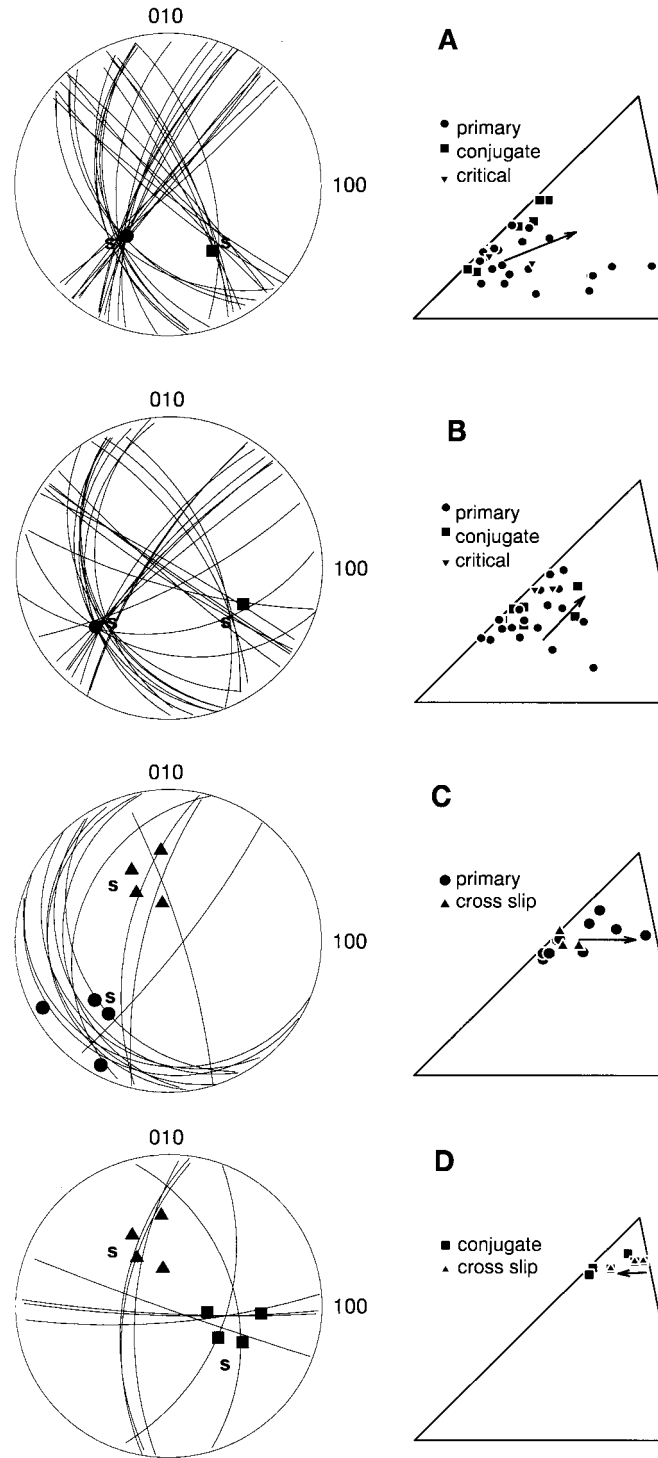 010
A
primary
conjugate
critical
100
s
s
010
B
primary
conjugate
critical
100
s
s
010
C
primary
cross slip
s
100
s
010
D
conjugate
cross slip
s
100
s